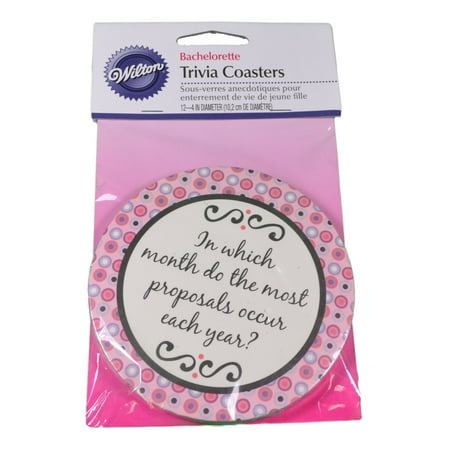 Wilton
Bachelorette
Trivia Coasters
Sous-verres anecdotiques pour
enterrement de vie de jeune fille
12—4 IN DIAMETER (10,2 cm DE DIAMÈTRE)
In which
month do the most
proposals occur
each year?